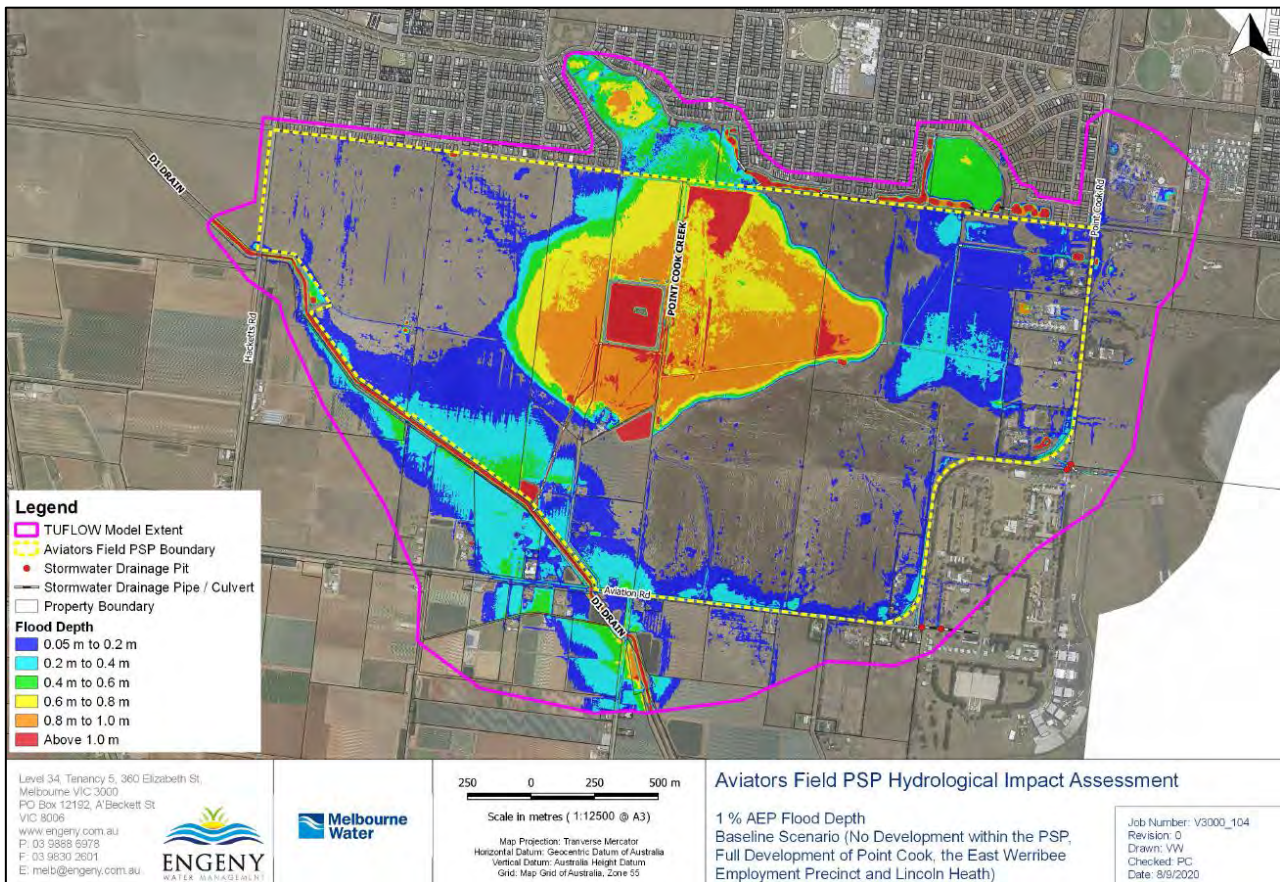 D1 DRAIN
Hacketts Rd
POINT COOK CREEK
Point Cook Rd
Aviation Rd
D1 DRAIN
Legend
TUFLOW Model Extent
Aviators Field PSP Boundary
Stormwater Drainage Pit
Stormwater Drainage Pipe / Culvert
Property Boundary
Flood Depth
0.05 m to 0.2 m
0.2 m to 0.4 m
0.4 m to 0.6 m
0.6 m to 0.8 m
0.8 m to 1.0 m
Above 1.0 m
Level 34, Tenancy 5, 360 Elizabeth St,
Melbourne VIC 3000
PO Box 12192, A'Beckett St
VIC 8006
www.engeny.com.au
P: 03 9888 6978
F: 03 9830 2601
E: melb@engeny.com.au
ENGENY
WATER MANAGEMENT
Melbourne
Water
250 0 250 500 m
Scale in metres ( 1:12500 @ A3)
Map Projection: Tranverse Mercator
Horizontal Datum: Geocentric Datum of Australia
Vertical Datum: Australia Height Datum
Grid: Map Grid of Australia, Zone 55
Aviators Field PSP Hydrological Impact Assessment
1 % AEP Flood Depth
Baseline Scenario (No Development within the PSP,
Full Development of Point Cook, the East Werribee
Employment Precinct and Lincoln Heath)
Job Number: V3000_104
Revision: 0
Drawn: VW
Checked: PC
Date: 8/9/2020